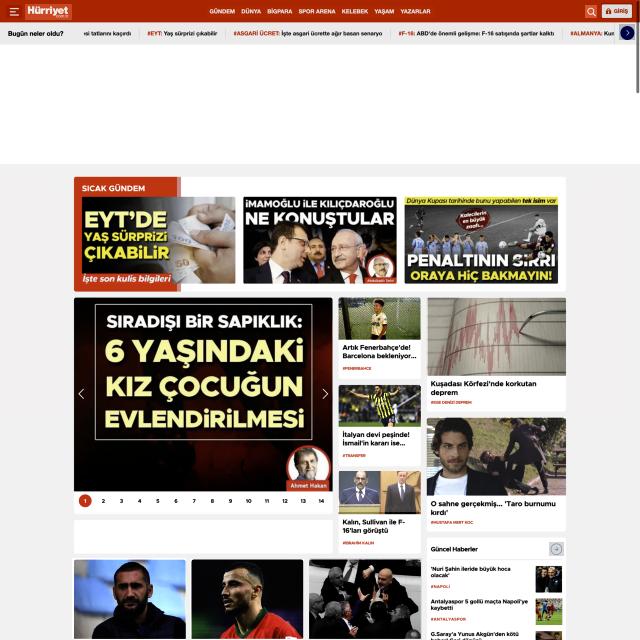 Hürriyet
.com.tr
GÜNDEM DÜNYA BİGPARA SPOR ARENA KELEBEK YAŞAM YAZARLAR
GİRİŞ
Bugün neler oldu?
si tatlarını kaçırdı
#EYT: Yaş sürprizi çıkabilir
#ASGARİ ÜCRET: İşte asgari ücrette ağır basan senaryo
#F-16: ABD'de önemli gelişme: F-16 satışında şartlar kalktı
#ALMANYA:
SICAK GÜNDEM
EYT'DE
YAŞ SÜRPRİZİ
ÇIKABİLİR
İşte son kulis bilgileri
İMAMOĞLU İLE KILIÇDAROĞLU
NE KONUŞTULAR
Abdulkadir Selvi
Dünya Kupası tarihinde bunu yapabilen tek isim var
Kalecilerin
en büyük
zaafı...
PENALTININ SIRRI
ORAYA HİÇ BAKMAYIN!
SIRADIŞI BİR SAPIKLIK:
6 YAŞINDAKİ
KIZ ÇOCUĞUN
EVLENDİRİLMESİ
Ahmet Hakan
1 2 3 4 5 6 7 8 9 10 11 12 13 14
Artık Fenerbahçe'de!
Barcelona bekleniyor...
#FENERBAHÇE
İtalyan devi peşinde!
İsmail'in kararı ise...
#TRANSFER
Kalın, Sullivan ile F-
16'ları görüştü
#İBRAHİM KALIN
Kuşadası Körfezi'nde korkutan
deprem
#EGE DENİZİ DEPREM
O sahne gerçekmiş... 'Taro burnumu
kırdı'
#MUSTAFA MERT KOÇ
Güncel Haberler
'Nuri Şahin ileride büyük hoca
olacak'
#NAPOLİ
Antalyaspor 5 gollü maçta Napoli'ye
kaybetti
#ANTALYASPOR
G.Saray'a Yunus Akgün'den kötü